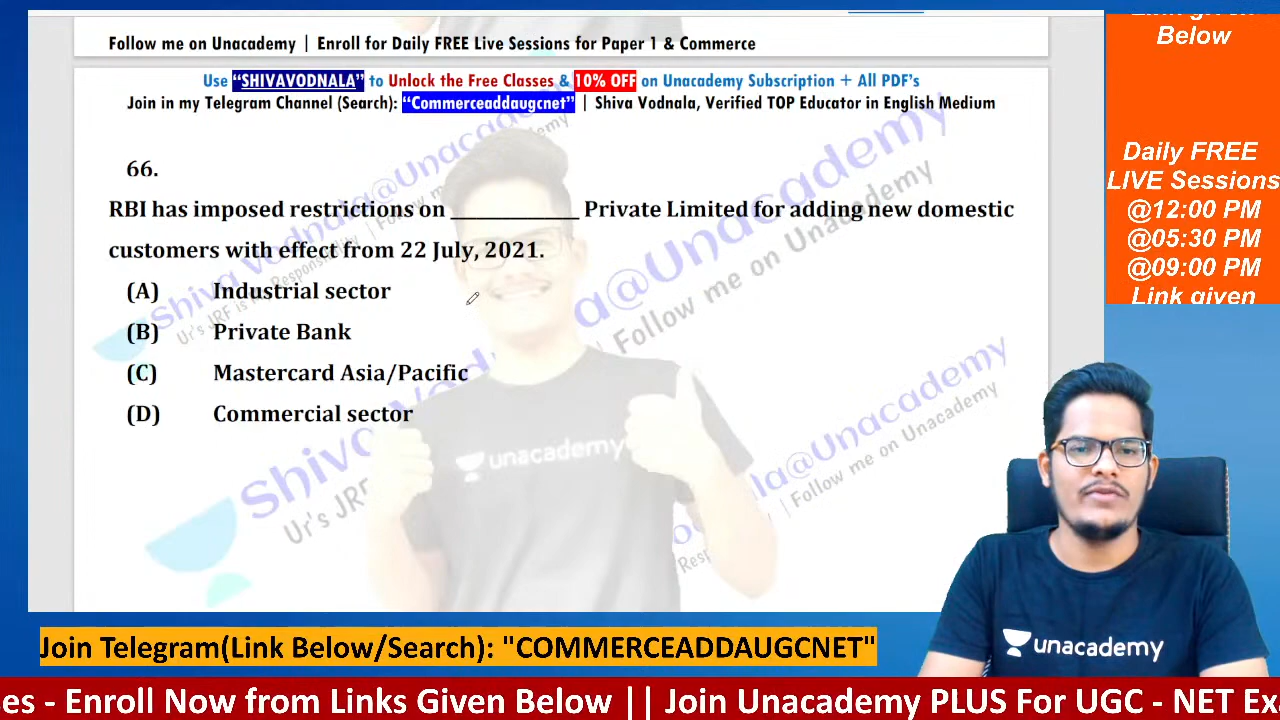 Follow me on Unacademy | Enroll for Daily FREE Live Sessions for Paper 1 & Commerce
Use “SHIVAVODNALA” to Unlock the Free Classes & 10% OFF on Unacademy Subscription + All PDF’s
Join in my Telegram Channel (Search): “Commerceaddaugcnet” | Shiva Vodnala, Verified TOP Educator in English Medium
66.
RBI has imposed restrictions on ____________ Private Limited for adding new domestic
customers with effect from 22 July, 2021.
(A) Industrial sector
(B) Private Bank
(C) Mastercard Asia/Pacific
(D) Commercial sector
unacademy
Below
Daily FREE
LIVE Sessions
@12:00 PM
@05:30 PM
@09:00 PM
Link given
unacademy
Join Telegram(Link Below/Search): "COMMERCEADDAUGCNET"
es - Enroll Now from Links Given Below || Join Unacademy PLUS For UGC - NET Ex